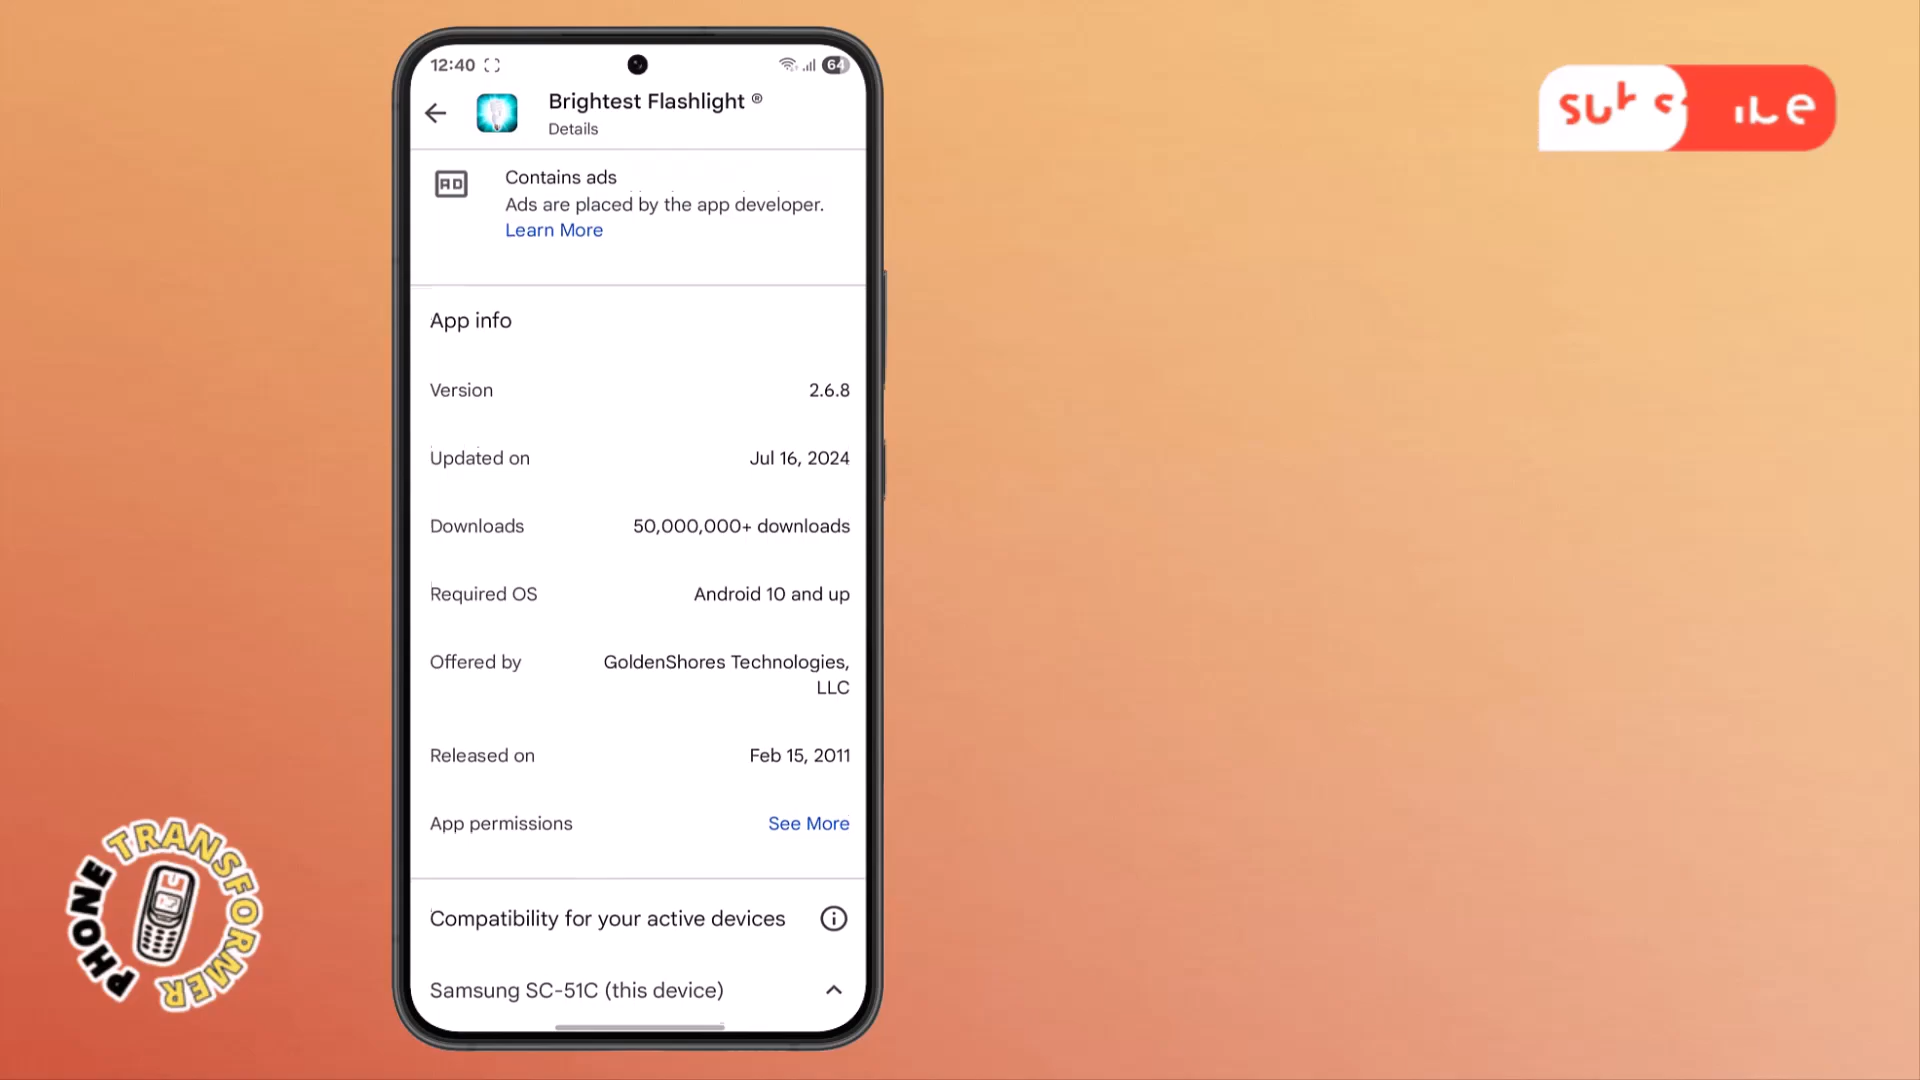 12:40
64
Brightest Flashlight ®
Details
AD
Contains ads
Ads are placed by the app developer.
Learn More
App info
Version 2.6.8
Updated on Jul 16, 2024
Downloads 50,000,000+ downloads
Required OS Android 10 and up
Offered by GoldenShores Technologies,
LLC
Released on Feb 15, 2011
App permissions See More
Compatibility for your active devices
Samsung SC-51C (this device)
PHONE TRANSFORMER